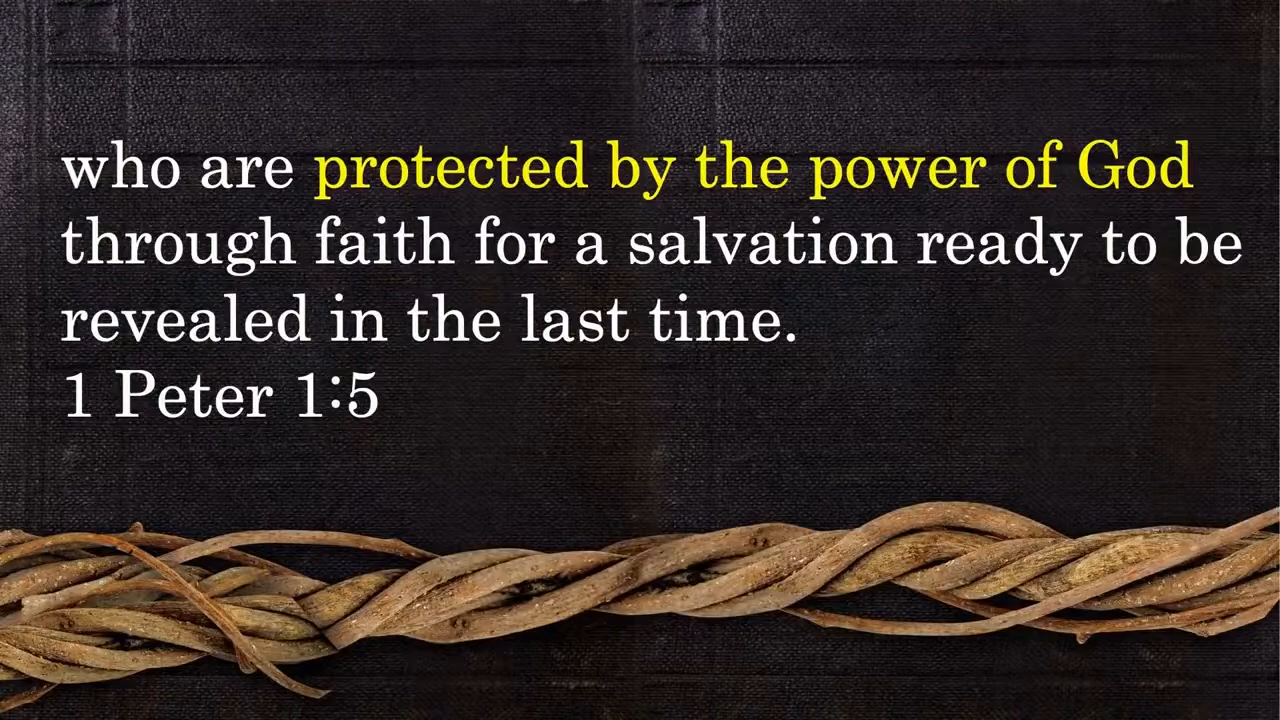 who are protected by the power of God
through faith for a salvation ready to be
revealed in the last time.
1 Peter 1:5